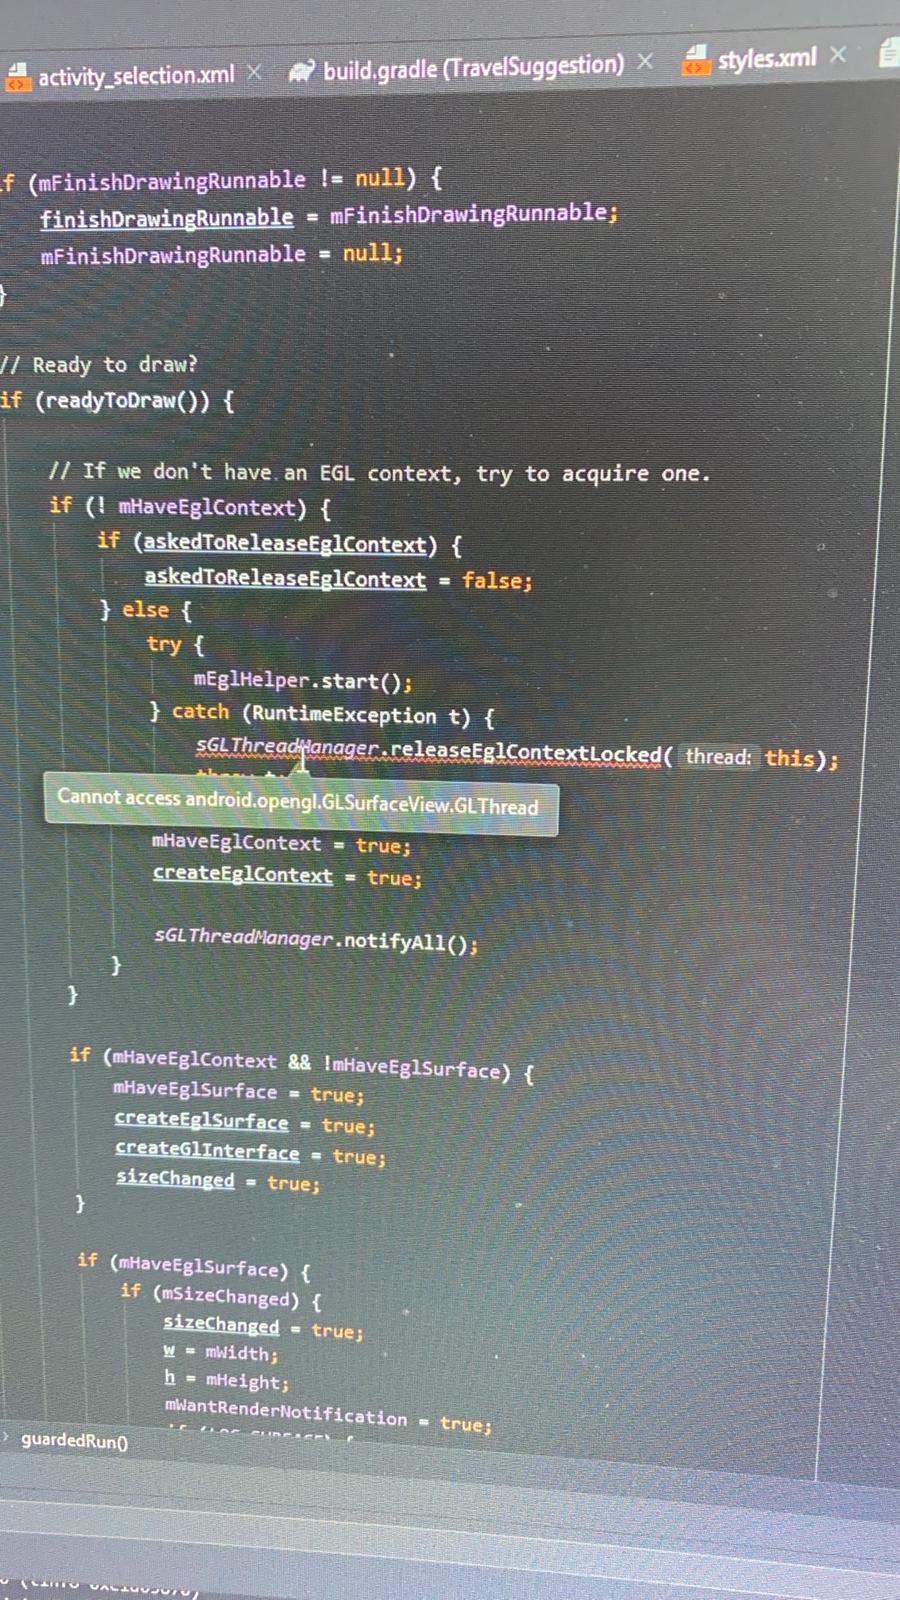 activity_selection.xml × build.gradle (TravelSuggestion) × styles.xml ×
if (mFinishDrawingRunnable != null) {
finishDrawingRunnable = mFinishDrawingRunnable;
mFinishDrawingRunnable = null;
}
// Ready to draw?
if (readyToDraw()) {
// If we don't have an EGL context, try to acquire one.
if (! mHaveEglContext) {
if (askedToReleaseEglContext) {
askedToReleaseEglContext = false;
} else {
try {
mEglHelper.start();
} catch (RuntimeException t) {
sGLThreadManager.releaseEglContextLocked( thread: this);
Cannot access android.opengl.GLSurfaceView.GLThread
mHaveEglContext = true;
createEglContext = true;
sGLThreadManager.notifyAll();
}
}
if (mHaveEglContext && !mHaveEglSurface) {
mHaveEglSurface = true;
createEglSurface = true;
createGlInterface = true;
sizeChanged = true;
}
if (mHaveEglSurface) {
if (mSizeChanged) {
sizeChanged = true;
w = mWidth;
h = mHeight;
mWantRenderNotification = true;
guardedRun()